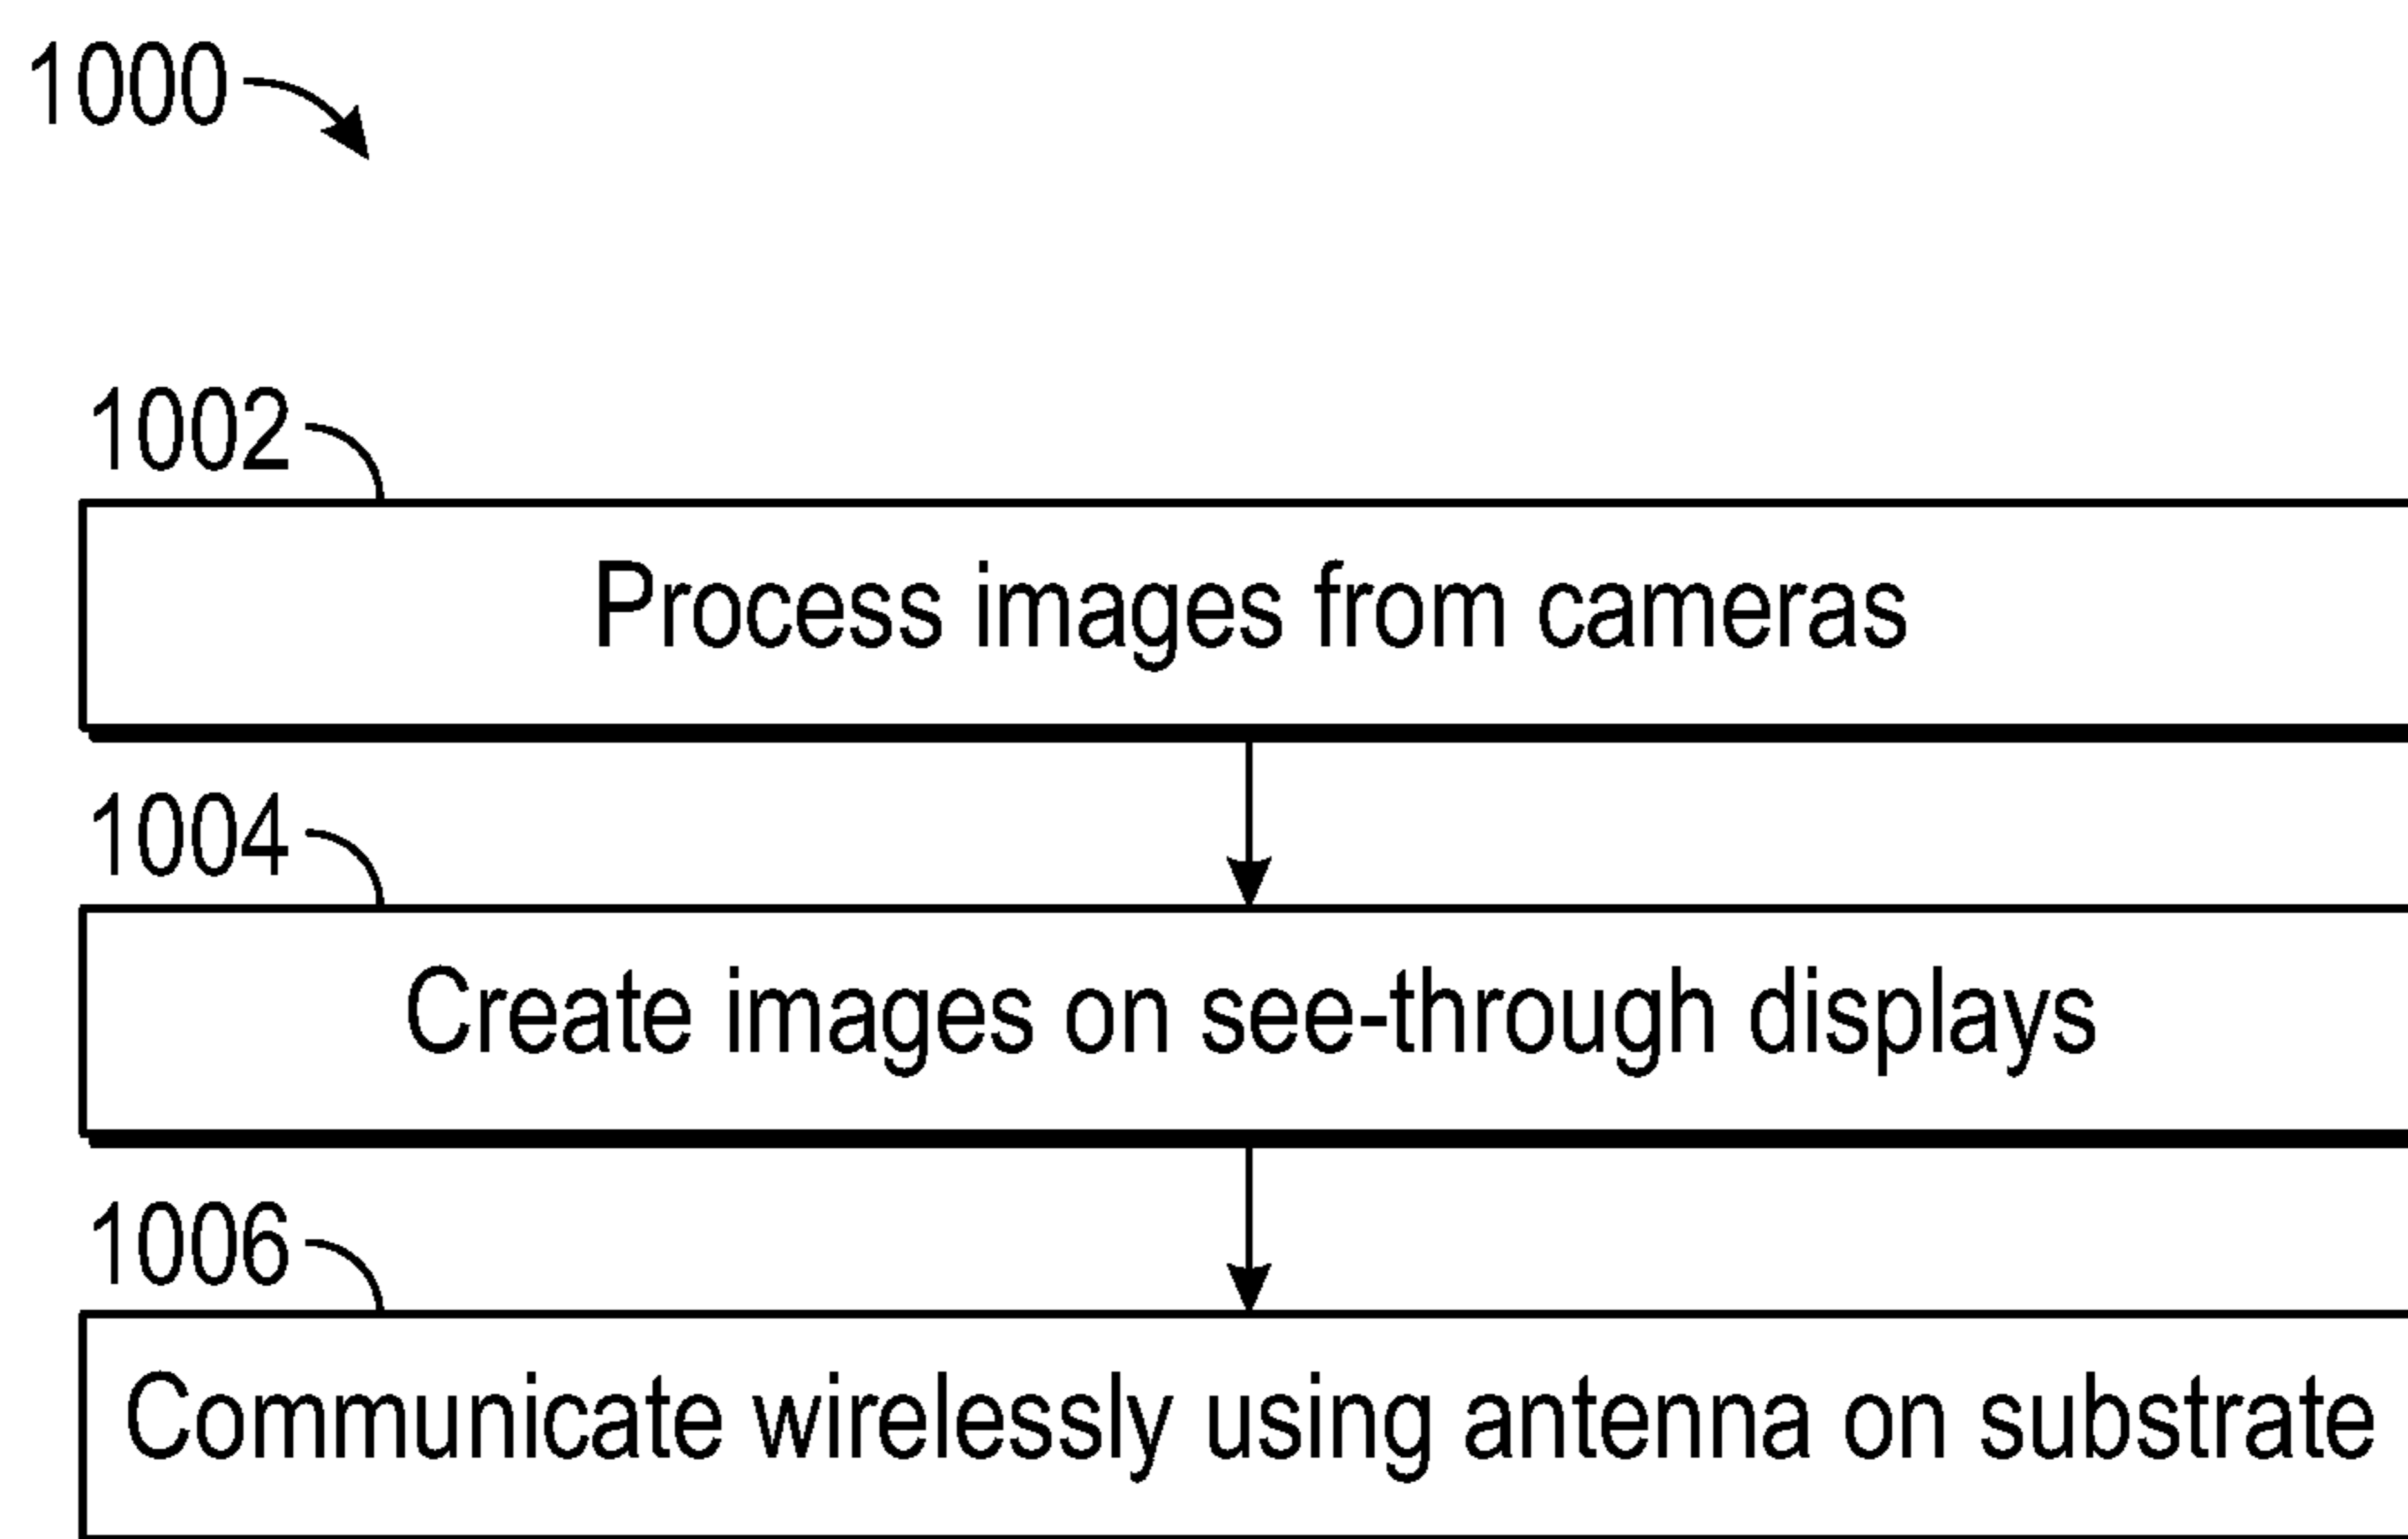 1000
1002
Process images from cameras
1004
Create images on see-through displays
1006
Communicate wirelessly using antenna on substrate